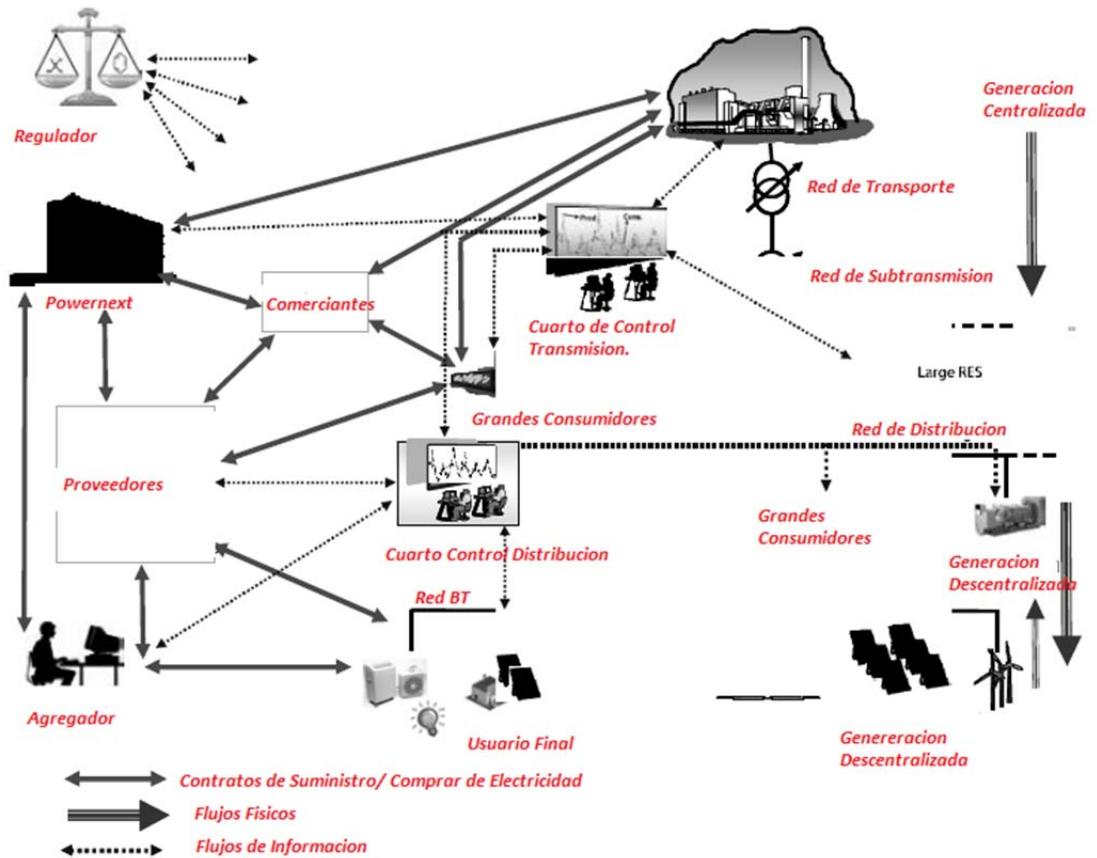 Generacion
Centralizada
Regulador
Red de Transporte
Prod.
Cons.
Red de Subtransmision
Powernext
Comerciantes
Cuarto de Control
Transmision.
Large RES
Grandes Consumidores
Red de Distribucion
Proveedores
Grandes
Consumidores
Cuarto Control Distribucion
Generacion
Descentralizada
Red BT
Agregador
Usuario Final
Genereracion
Descentralizada
Contratos de Suministro/ Comprar de Electricidad
Flujos Fisicos
Flujos de Informacion